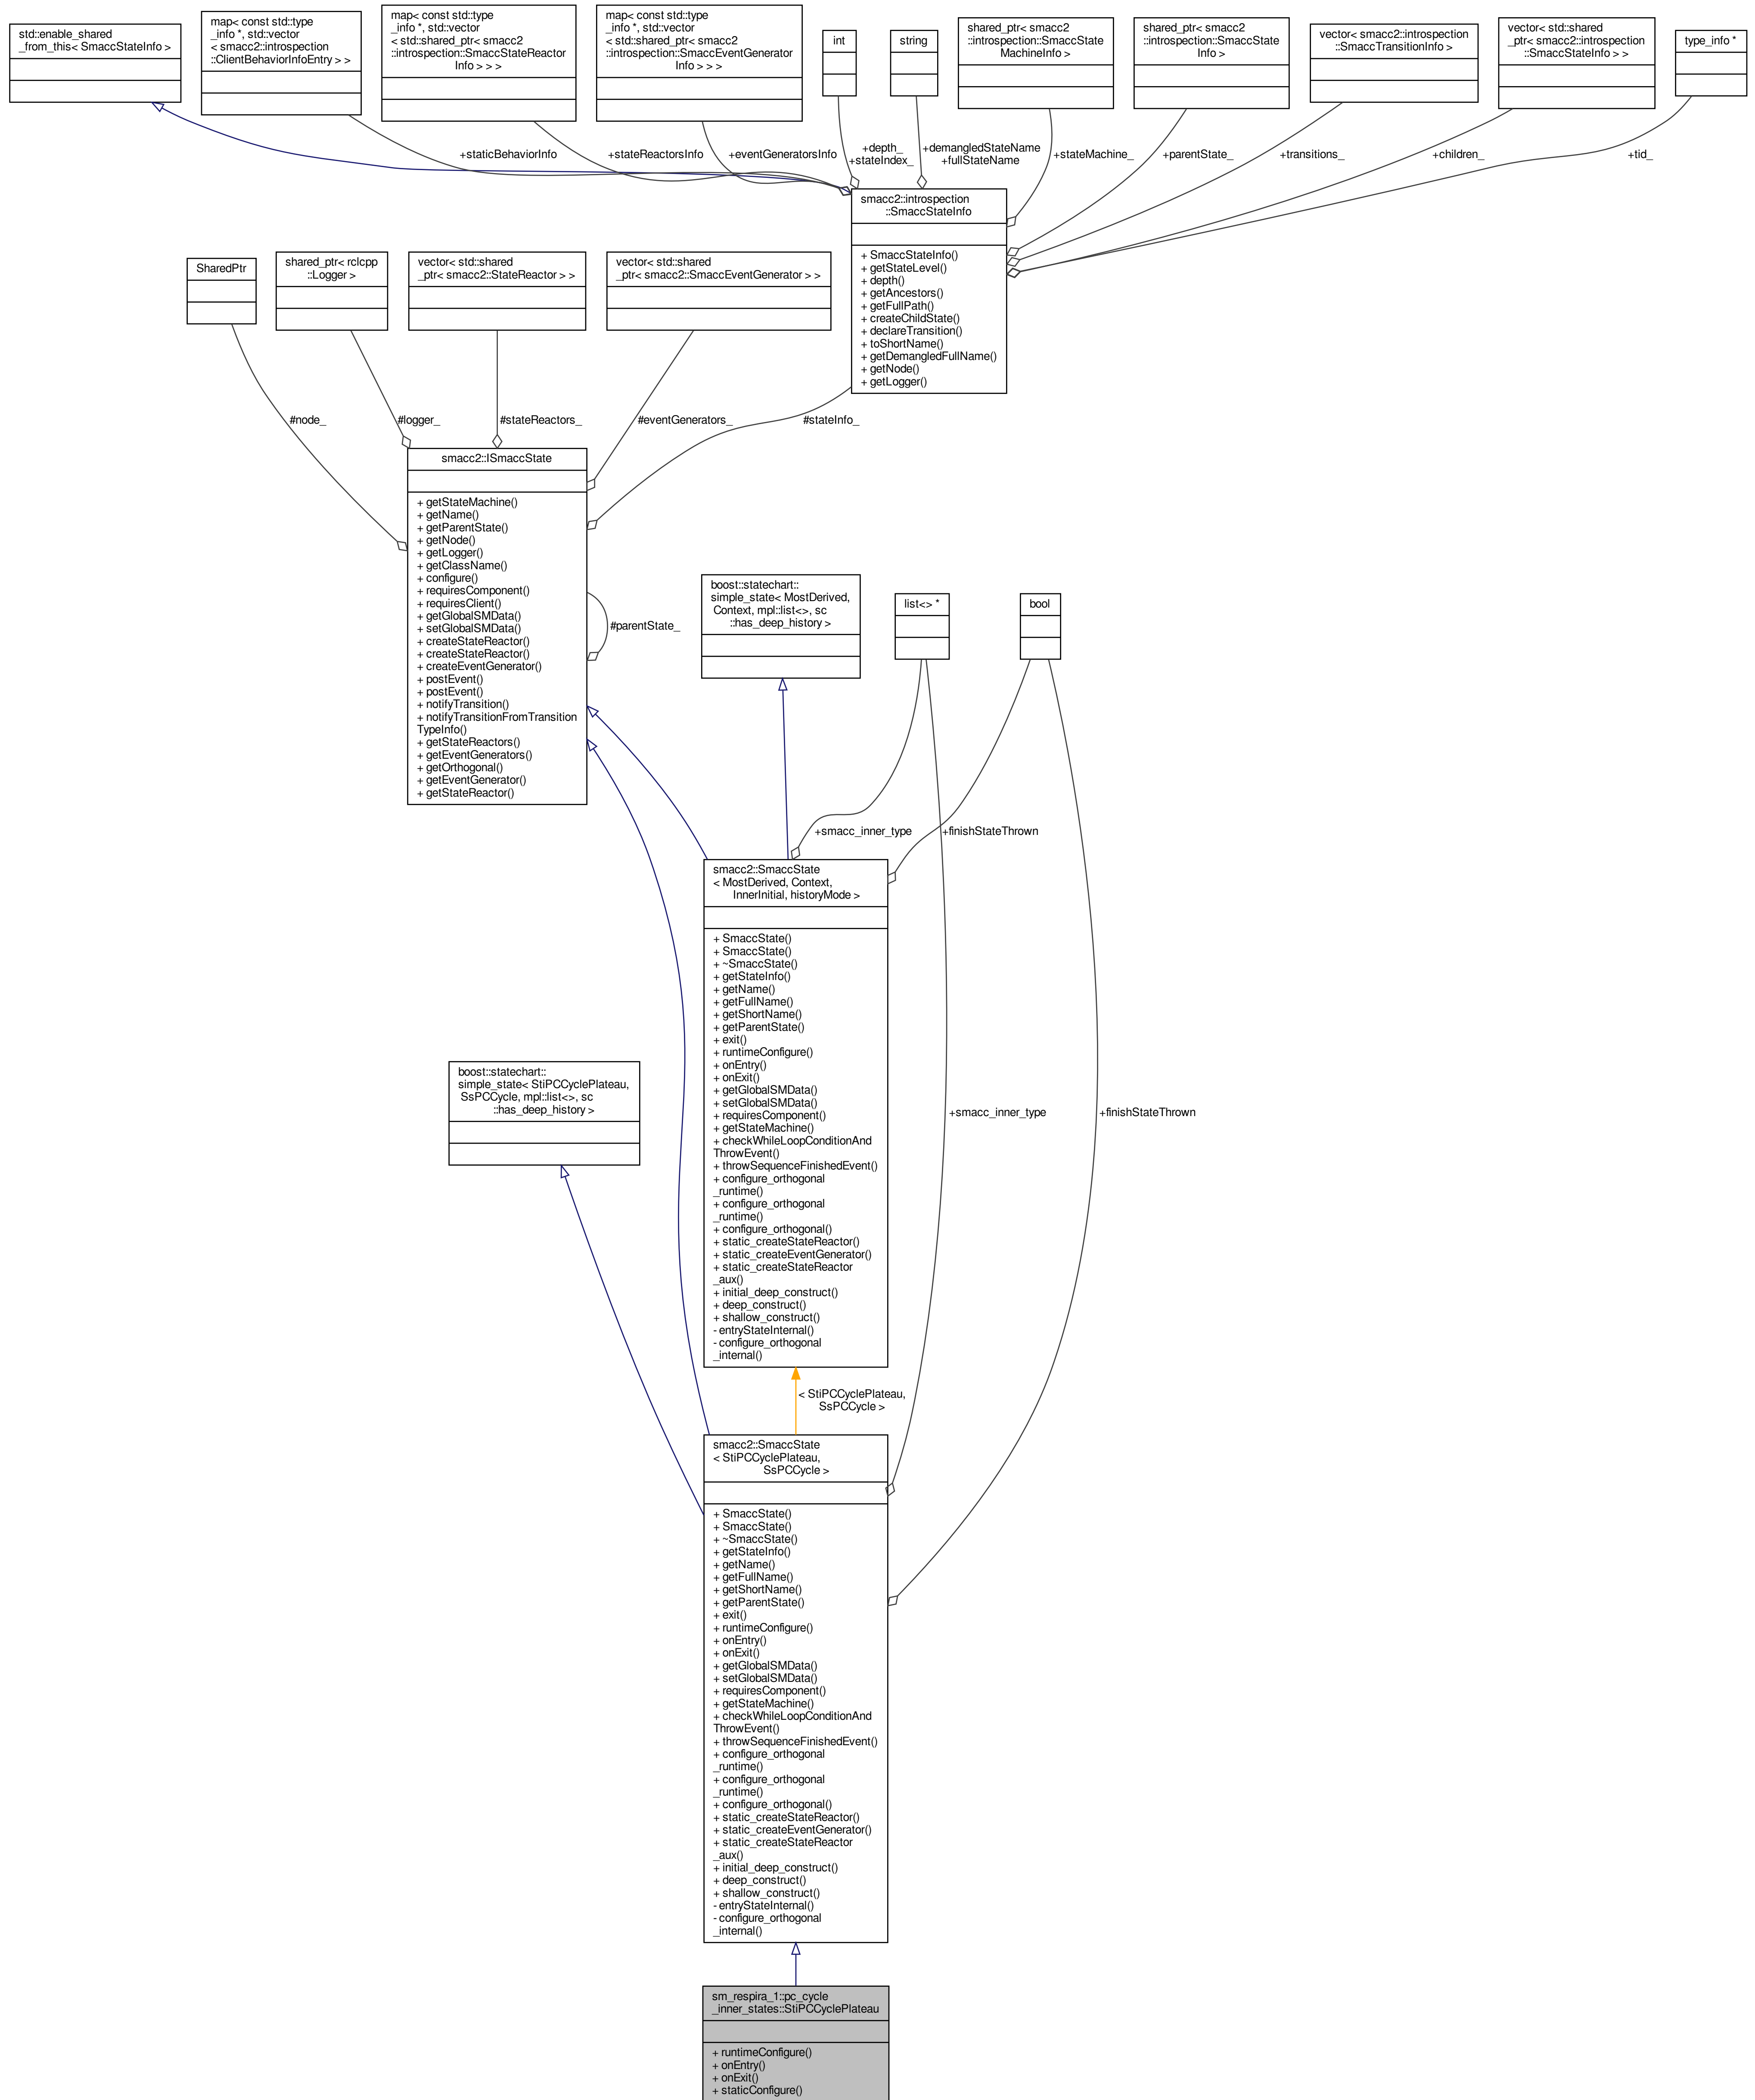 std::enable_shared
_from_this< SmaccStateInfo >
map< const std::type
_info *, std::vector
< smacc2::introspection
::ClientBehaviorInfoEntry > >
map< const std::type
_info *, std::vector
< std::shared_ptr< smacc2
::introspection::SmaccStateReactor
Info > > >
map< const std::type
_info *, std::vector
< std::shared_ptr< smacc2
::introspection::SmaccEventGenerator
Info > > >
int
string
shared_ptr< smacc2
::introspection::SmaccState
MachineInfo >
shared_ptr< smacc2
::introspection::SmaccState
Info >
vector< smacc2::introspection
::SmaccTransitionInfo >
vector< std::shared
_ptr< smacc2::introspection
::SmaccStateInfo > >
type_info *
+staticBehaviorInfo
+stateReactorsInfo
+eventGeneratorsInfo
+depth_
+stateIndex_
+demangledStateName
+fullStateName
+stateMachine_
+parentState_
+transitions_
+children_
+tid_
smacc2::introspection
::SmaccStateInfo
+ SmaccStateInfo()
+ getStateLevel()
+ depth()
+ getAncestors()
+ getFullPath()
+ createChildState()
+ declareTransition()
+ toShortName()
+ getDemangledFullName()
+ getNode()
+ getLogger()
SharedPtr
shared_ptr< rclcpp
::Logger >
vector< std::shared
_ptr< smacc2::StateReactor > >
vector< std::shared
_ptr< smacc2::SmaccEventGenerator > >
#node_
#logger_
#stateReactors_
#eventGenerators_
#stateInfo_
smacc2::ISmaccState
+ getStateMachine()
+ getName()
+ getParentState()
+ getNode()
+ getLogger()
+ getClassName()
+ configure()
+ requiresComponent()
+ requiresClient()
+ getGlobalSMData()
+ setGlobalSMData()
+ createStateReactor()
+ createStateReactor()
+ createEventGenerator()
+ postEvent()
+ postEvent()
+ notifyTransition()
+ notifyTransitionFromTransition
TypeInfo()
+ getStateReactors()
+ getEventGenerators()
+ getOrthogonal()
+ getEventGenerator()
+ getStateReactor()
#parentState_
boost::statechart::
simple_state< MostDerived,
Context, mpl::list<>, sc
::has_deep_history >
list<> *
bool
+smacc_inner_type
+finishStateThrown
smacc2::SmaccState
< MostDerived, Context,
InnerInitial, historyMode >
+ SmaccState()
+ SmaccState()
+ ~SmaccState()
+ getStateInfo()
+ getName()
+ getFullName()
+ getShortName()
+ getParentState()
+ exit()
+ runtimeConfigure()
+ onEntry()
+ onExit()
+ getGlobalSMData()
+ setGlobalSMData()
+ requiresComponent()
+ getStateMachine()
+ checkWhileLoopConditionAnd
ThrowEvent()
+ throwSequenceFinishedEvent()
+ configure_orthogonal
_runtime()
+ configure_orthogonal
_runtime()
+ configure_orthogonal()
+ static_createStateReactor()
+ static_createEventGenerator()
+ static_createStateReactor
_aux()
+ initial_deep_construct()
+ deep_construct()
+ shallow_construct()
- entryStateInternal()
- configure_orthogonal
_internal()
boost::statechart::
simple_state< StiPCCyclePlateau,
SsPCCycle, mpl::list<>, sc
::has_deep_history >
+smacc_inner_type
+finishStateThrown
< StiPCCyclePlateau,
SsPCCycle >
smacc2::SmaccState
< StiPCCyclePlateau,
SsPCCycle >
+ SmaccState()
+ SmaccState()
+ ~SmaccState()
+ getStateInfo()
+ getName()
+ getFullName()
+ getShortName()
+ getParentState()
+ exit()
+ runtimeConfigure()
+ onEntry()
+ onExit()
+ getGlobalSMData()
+ setGlobalSMData()
+ requiresComponent()
+ getStateMachine()
+ checkWhileLoopConditionAnd
ThrowEvent()
+ throwSequenceFinishedEvent()
+ configure_orthogonal
_runtime()
+ configure_orthogonal
_runtime()
+ configure_orthogonal()
+ static_createStateReactor()
+ static_createEventGenerator()
+ static_createStateReactor
_aux()
+ initial_deep_construct()
+ deep_construct()
+ shallow_construct()
- entryStateInternal()
- configure_orthogonal
_internal()
sm_respira_1::pc_cycle
_inner_states::StiPCCyclePlateau
+ runtimeConfigure()
+ onEntry()
+ onExit()
+ staticConfigure()